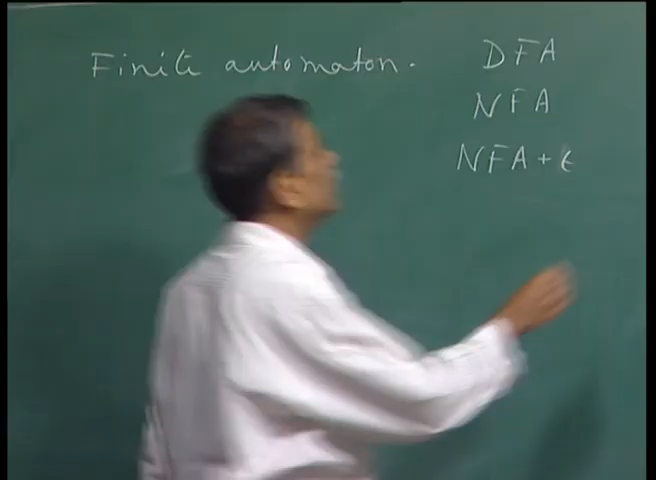 Finite automaton.
DFA
NFA
NFA + ε